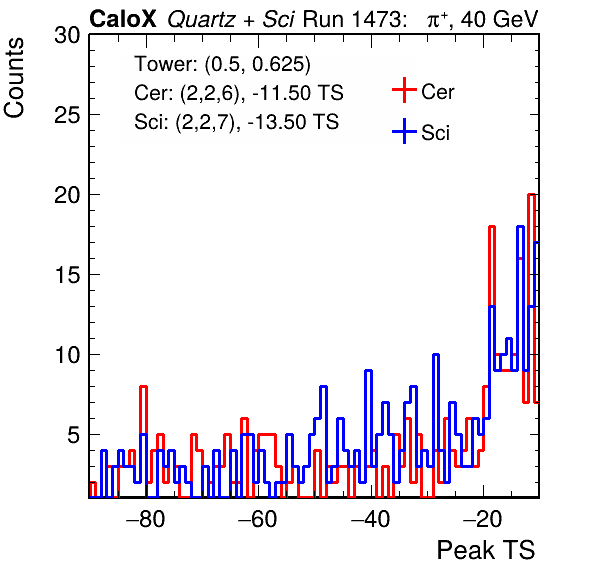 CaloX Quartz + Sci Run 1473: π⁺, 40 GeV
Counts
30
25
20
15
10
5
Tower: (0.5, 0.625)
Cer: (2,2,6), -11.50 TS
Sci: (2,2,7), -13.50 TS
Cer
Sci
−80 −60 −40 −20
Peak TS